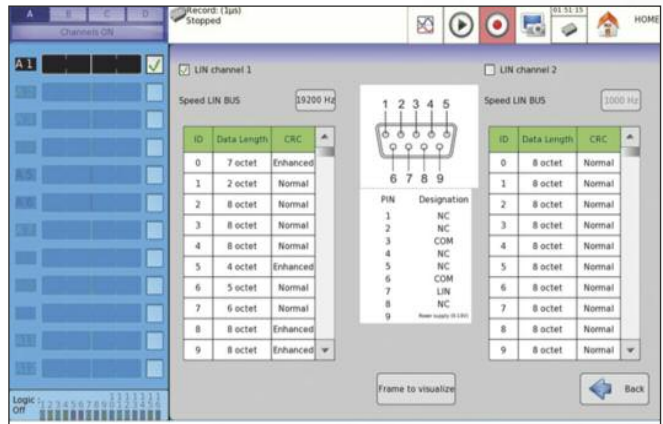 A B C D
Channels ON
Record: (1µs)
Stopped
01:51:15
HOME
A1
LIN channel 1
Speed LIN BUS
19200 Hz
ID Data Length CRC
0 7 octet Enhanced
1 2 octet Normal
2 8 octet Normal
3 8 octet Normal
4 8 octet Normal
5 4 octet Enhanced
6 5 octet Normal
7 6 octet Normal
8 8 octet Enhanced
9 8 octet Enhanced
1 2 3 4 5
6 7 8 9
PIN Designation
1 NC
2 NC
3 COM
4 NC
5 NC
6 COM
7 LIN
8 NC
9 Power supply
Frame to visualize
LIN channel 2
Speed LIN BUS
1000 Hz
ID Data Length CRC
0 8 octet Normal
1 8 octet Normal
2 8 octet Normal
3 8 octet Normal
4 8 octet Normal
5 8 octet Normal
6 8 octet Normal
7 8 octet Normal
8 8 octet Normal
9 8 octet Normal
Back
A5
A6
Logic :
Off